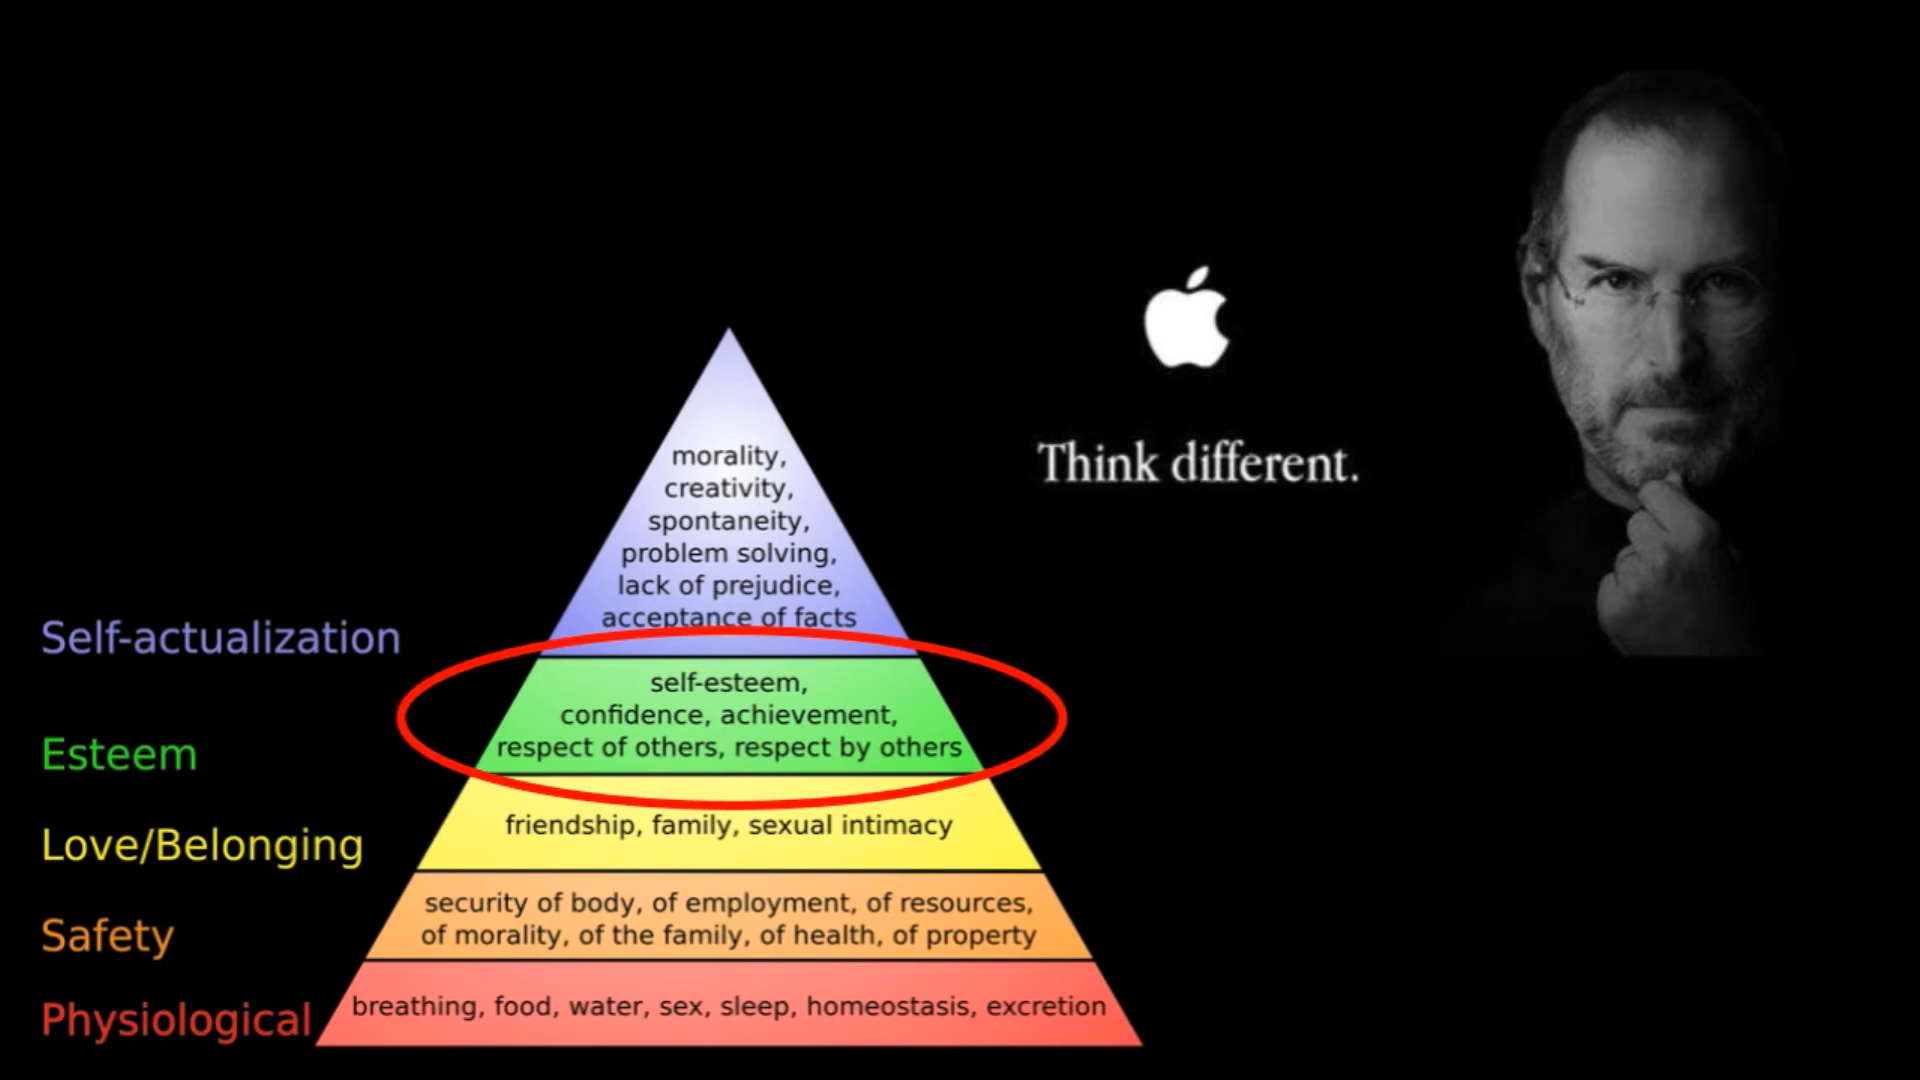 Think different.
morality,
creativity,
spontaneity,
problem solving,
lack of prejudice,
acceptance of facts
Self-actualization
self-esteem,
confidence, achievement,
respect of others, respect by others
Esteem
friendship, family, sexual intimacy
Love/Belonging
security of body, of employment, of resources,
of morality, of the family, of health, of property
Safety
breathing, food, water, sex, sleep, homeostasis, excretion
Physiological